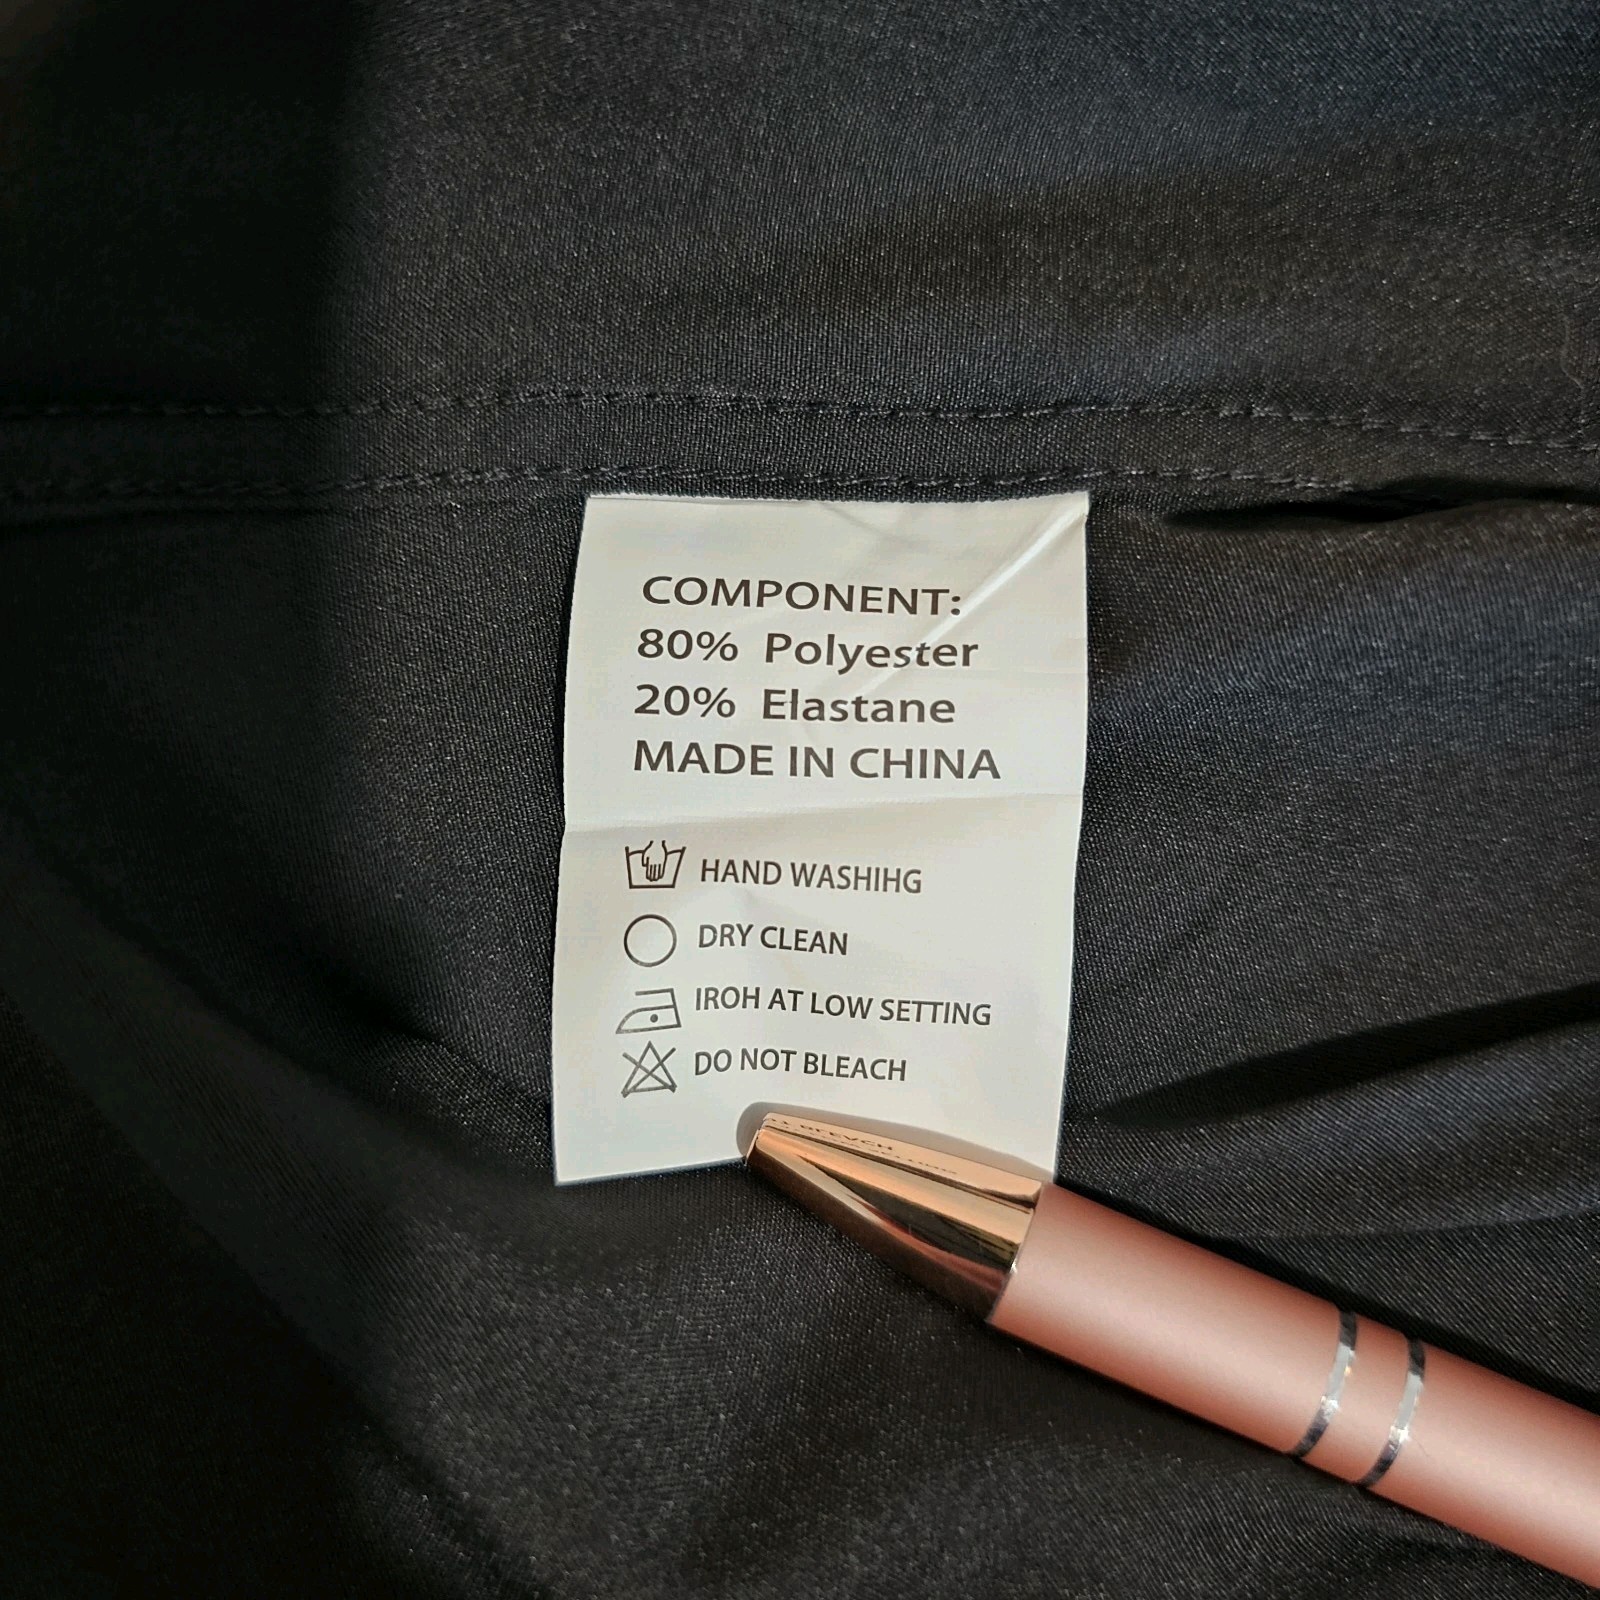 COMPONENT:
80% Polyester
20% Elastane
MADE IN CHINA
HAND WASHIHG
DRY CLEAN
IROH AT LOW SETTING
DO NOT BLEACH